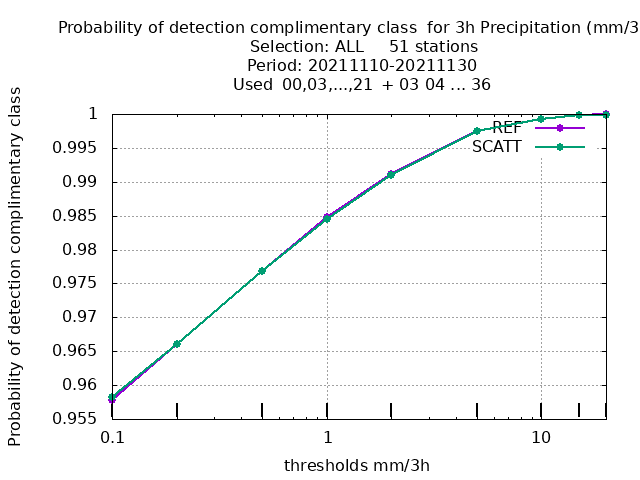 Probability of detection complimentary class  for 3h Precipitation (mm/3
Selection: ALL     51 stations
Period: 20211110-20211130
Used  00,03,...,21  + 03 04 ... 36
Probability of detection complimentary class
1
0.995
0.99
0.985
0.98
0.975
0.97
0.965
0.96
0.955
REF
SCATT
0.1
1
10
thresholds mm/3h